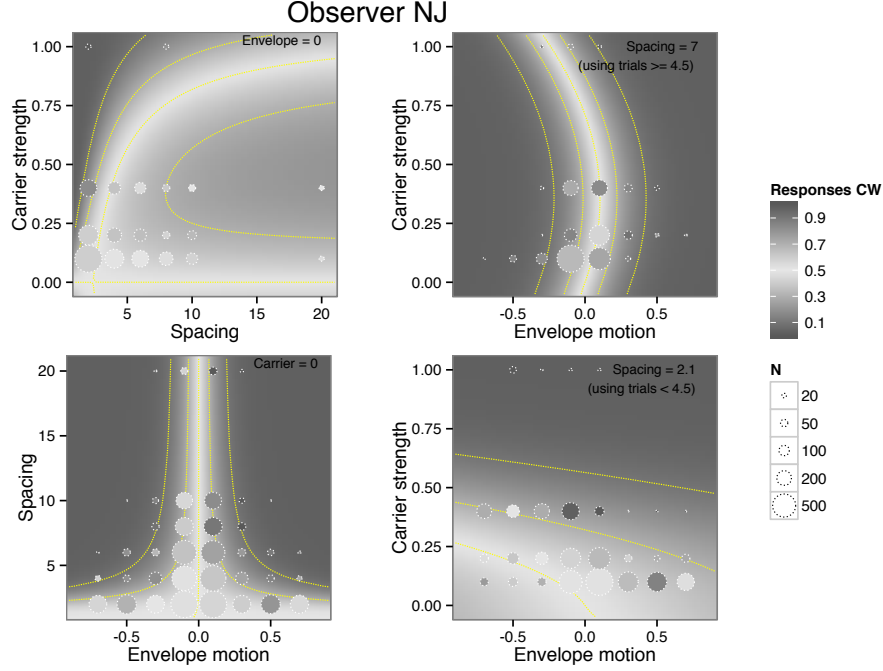 Observer NJ
Envelope = 0
1.00
0.75
0.50
0.25
0.00
Carrier strength
5
10
15
20
Spacing
Spacing = 7
(using trials >= 4.5)
1.00
0.75
0.50
0.25
0.00
Carrier strength
-0.5
0.0
0.5
Envelope motion
Carrier = 0
20
15
10
5
Spacing
-0.5
0.0
0.5
Envelope motion
Spacing = 2.1
(using trials < 4.5)
1.00
0.75
0.50
0.25
0.00
Carrier strength
-0.5
0.0
0.5
Envelope motion
Responses CW
0.9
0.7
0.5
0.3
0.1
N
20
50
100
200
500